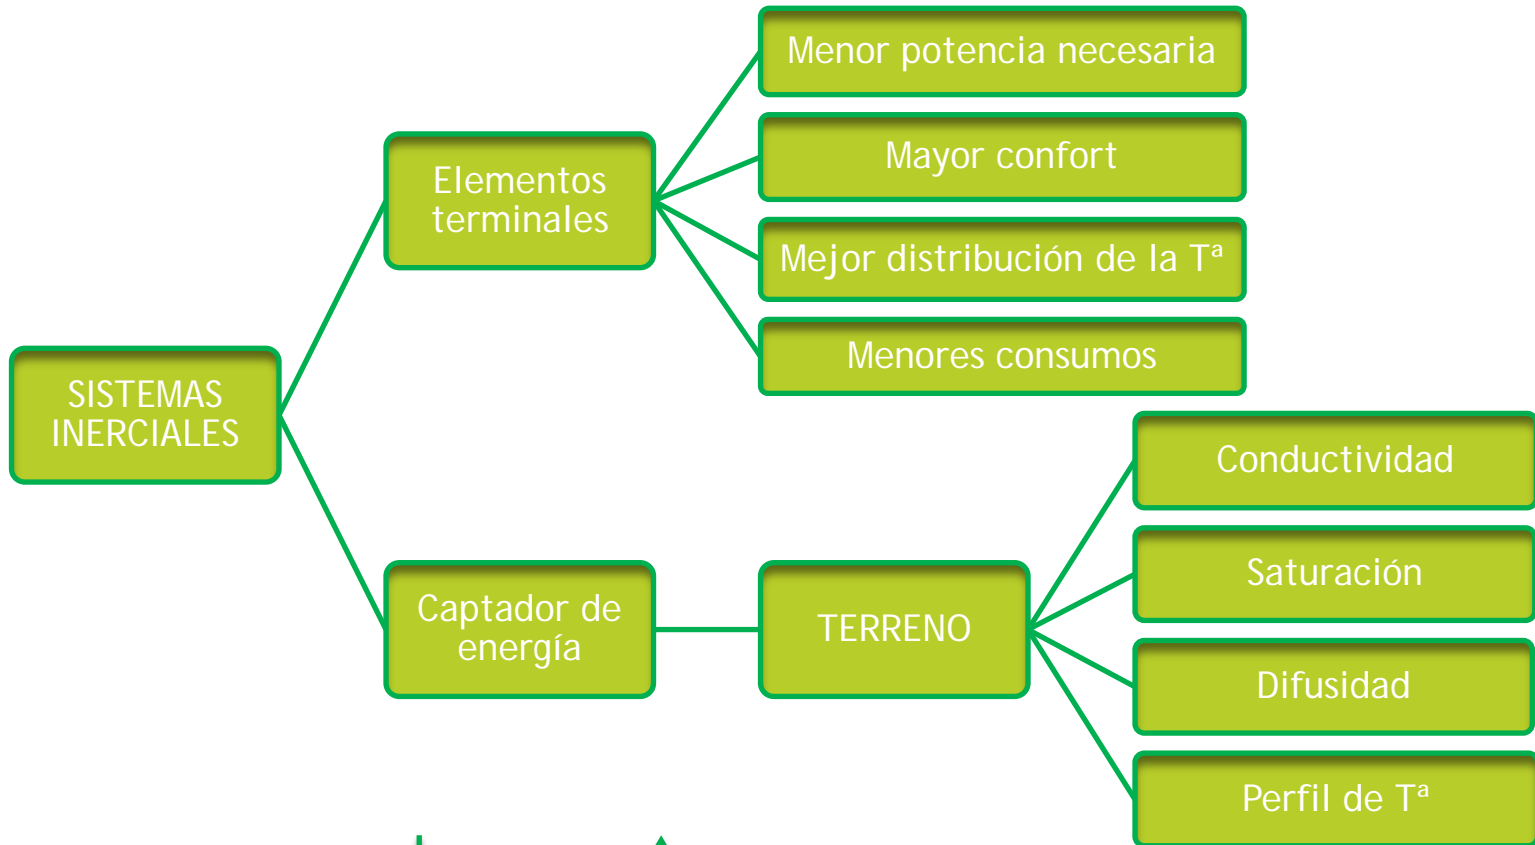 SISTEMAS
INERCIALES
Elementos
terminales
Menor potencia necesaria
Mayor confort
Mejor distribución de la Tª
Menores consumos
Captador de
energía
TERRENO
Conductividad
Saturación
Difusidad
Perfil de Tª